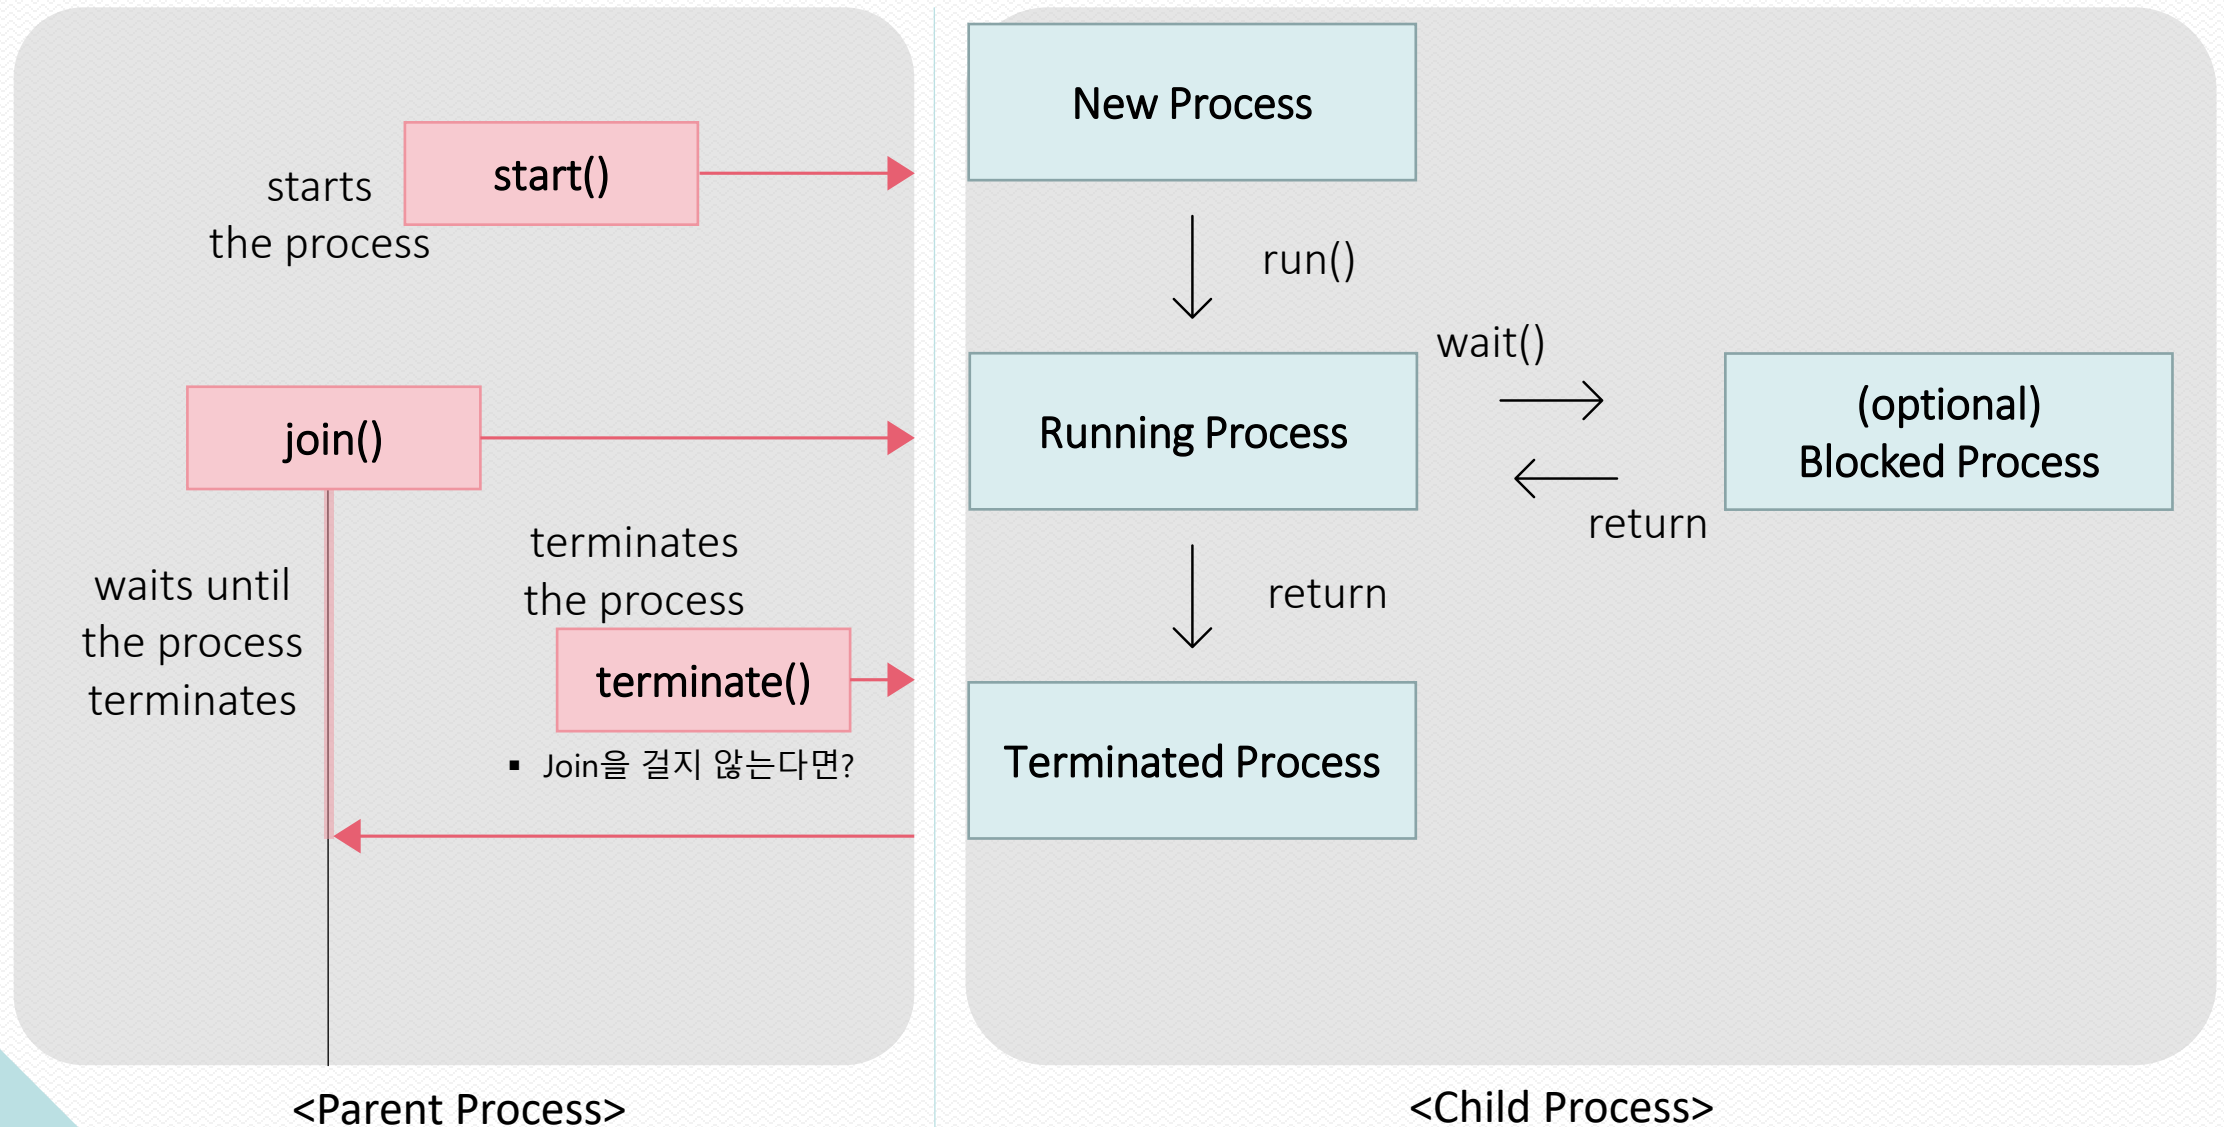 starts
the process
start()
join()
waits until
the process
terminates
terminates
the process
terminate()
▪ Join을 걸지 않는다면?
<Parent Process>
New Process
run()
Running Process
wait()
return
(optional)
Blocked Process
return
Terminated Process
<Child Process>